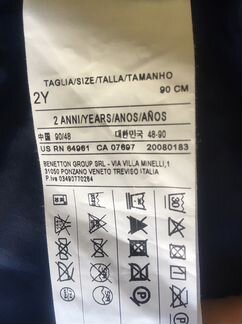 TAGLIA/SIZE/TALLA/TAMANHO
2Y 90 CM
2 ANNI/YEARS/ANOS/AÑOS
中国 90/48 대한민국 48-90
US RN 64961 CA 07697 20080183
BENETTON GROUP SRL - VIA VILLA MINELLI,1
31050 PONZANO VENETO TREVISO ITALIA
P.Iva 03490770264
P